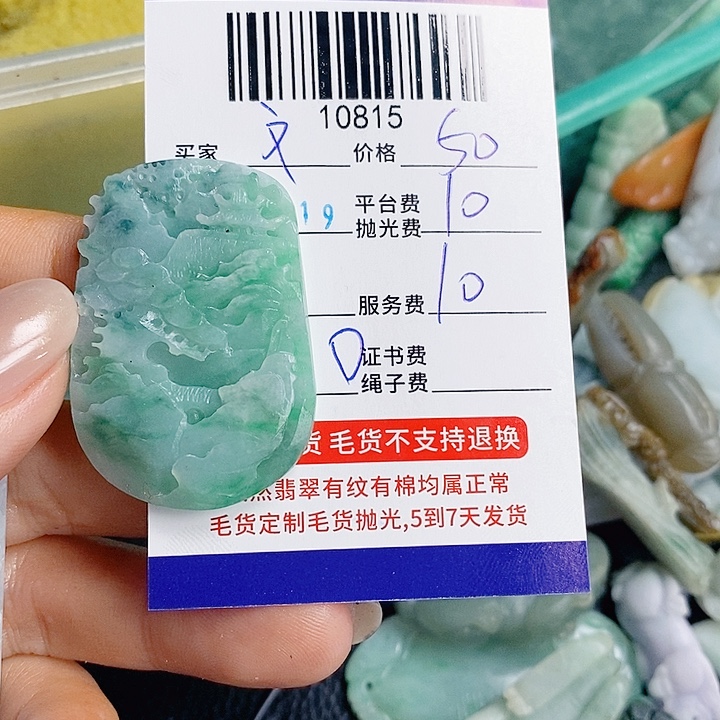 10815
买家 文 价格 50
19 平台费
抛光费 10
服务费 10
证书费
绳子费
货 毛货不支持退换
然翡翠有纹有棉均属正常
毛货定制毛货抛光,5到7天发货